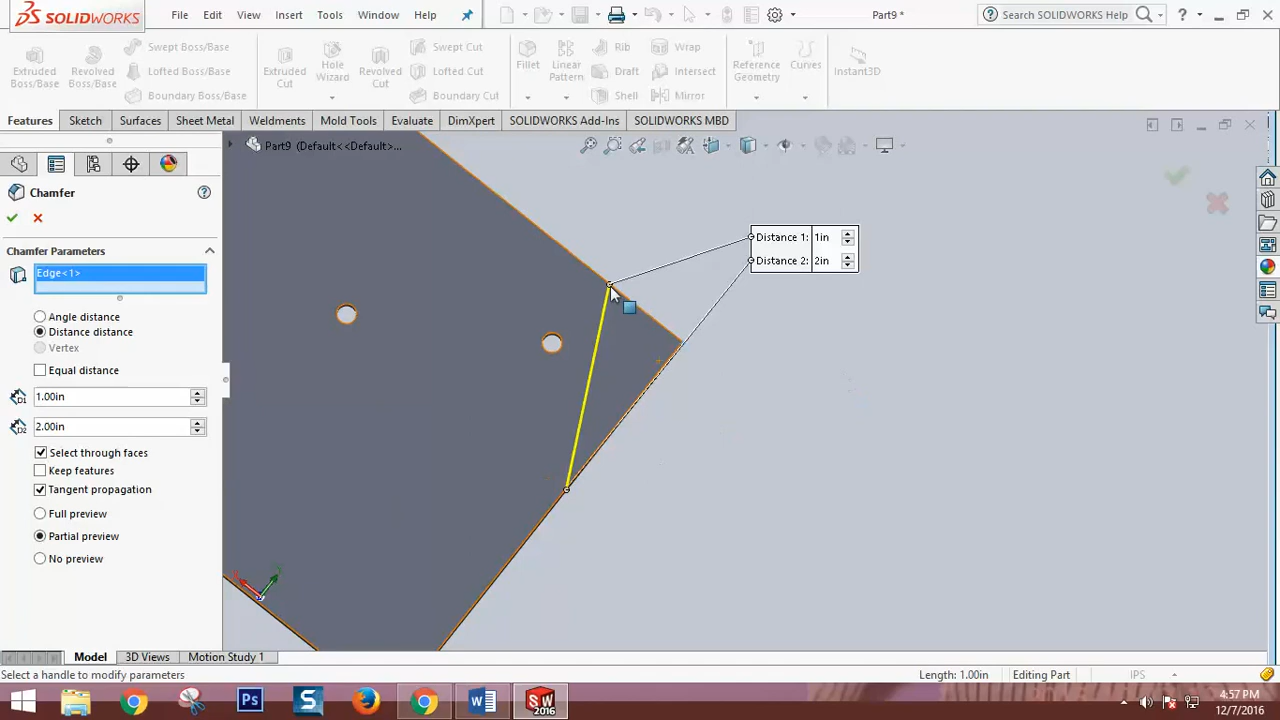 SOLIDWORKS File Edit View Insert Tools Window Help Part9 * Search SOLIDWORKS Help ?
Extruded Boss/Base Revolved Boss/Base Swept Boss/Base Lofted Boss/Base Boundary Boss/Base Extruded Cut Hole Wizard Revolved Cut Swept Cut Lofted Cut Boundary Cut Fillet Linear Pattern Rib Draft Shell Wrap Intersect Mirror Reference Geometry Curves Instant3D
Features Sketch Surfaces Sheet Metal Weldments Mold Tools Evaluate DimXpert SOLIDWORKS Add-Ins SOLIDWORKS MBD
Part9 (Default<<Default>...
Chamfer ?
Chamfer Parameters
Edge<1>
Angle distance
Distance distance
Vertex
Equal distance
D1 1.00in
D2 2.00in
Select through faces
Keep features
Tangent propagation
Full preview
Partial preview
No preview
Distance 1: 1in
Distance 2: 2in
Model 3D Views Motion Study 1
Select a handle to modify parameters Length: 1.00in Editing Part IPS
Ps S W SW 2016 4:57 PM
12/7/2016